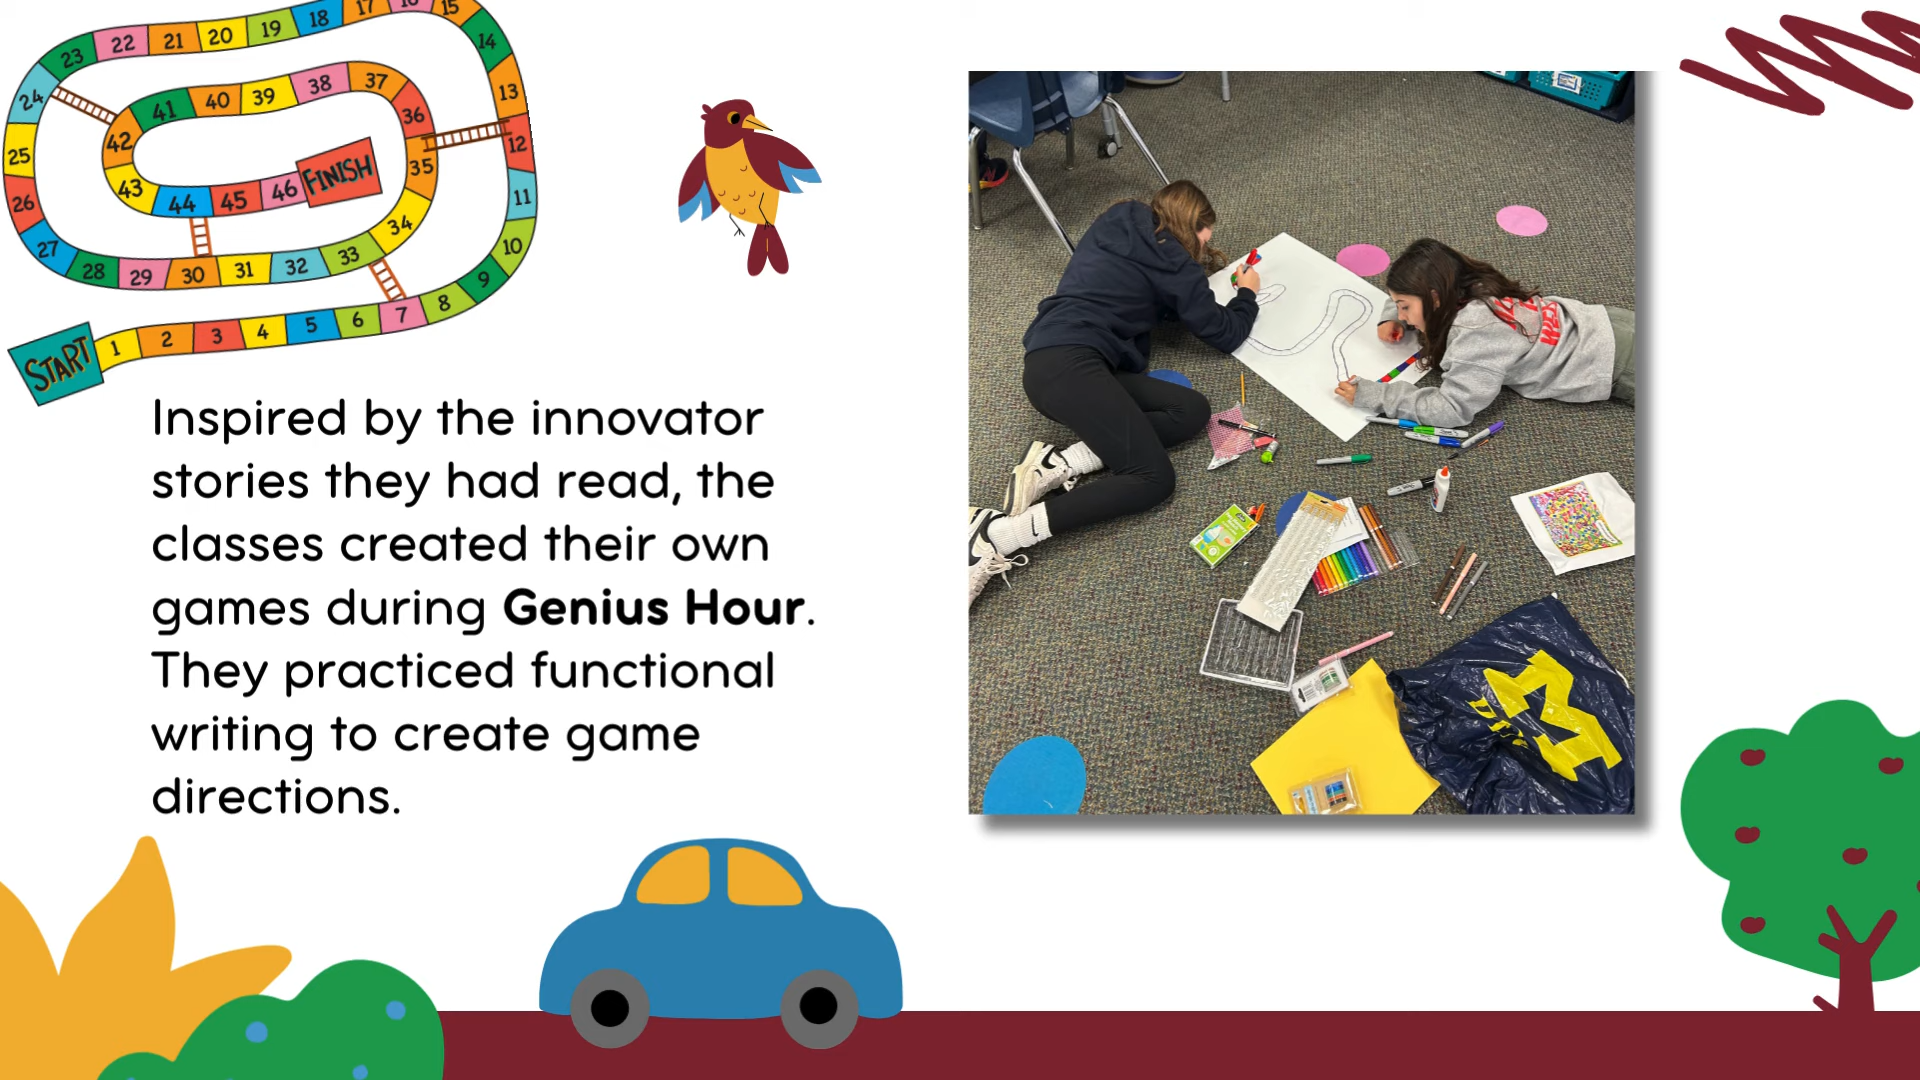 START 1 2 3 4 5 6 7 8 9 10 11 12 13 14 15
17 18 19 20 21 22 23 24 25 26 27 28 29 30 31 32 33 34 35 36 37 38 39 40 41 42 43 44 45 46 FINISH
Inspired by the innovator
stories they had read, the
classes created their own
games during Genius Hour.
They practiced functional
writing to create game
directions.
M